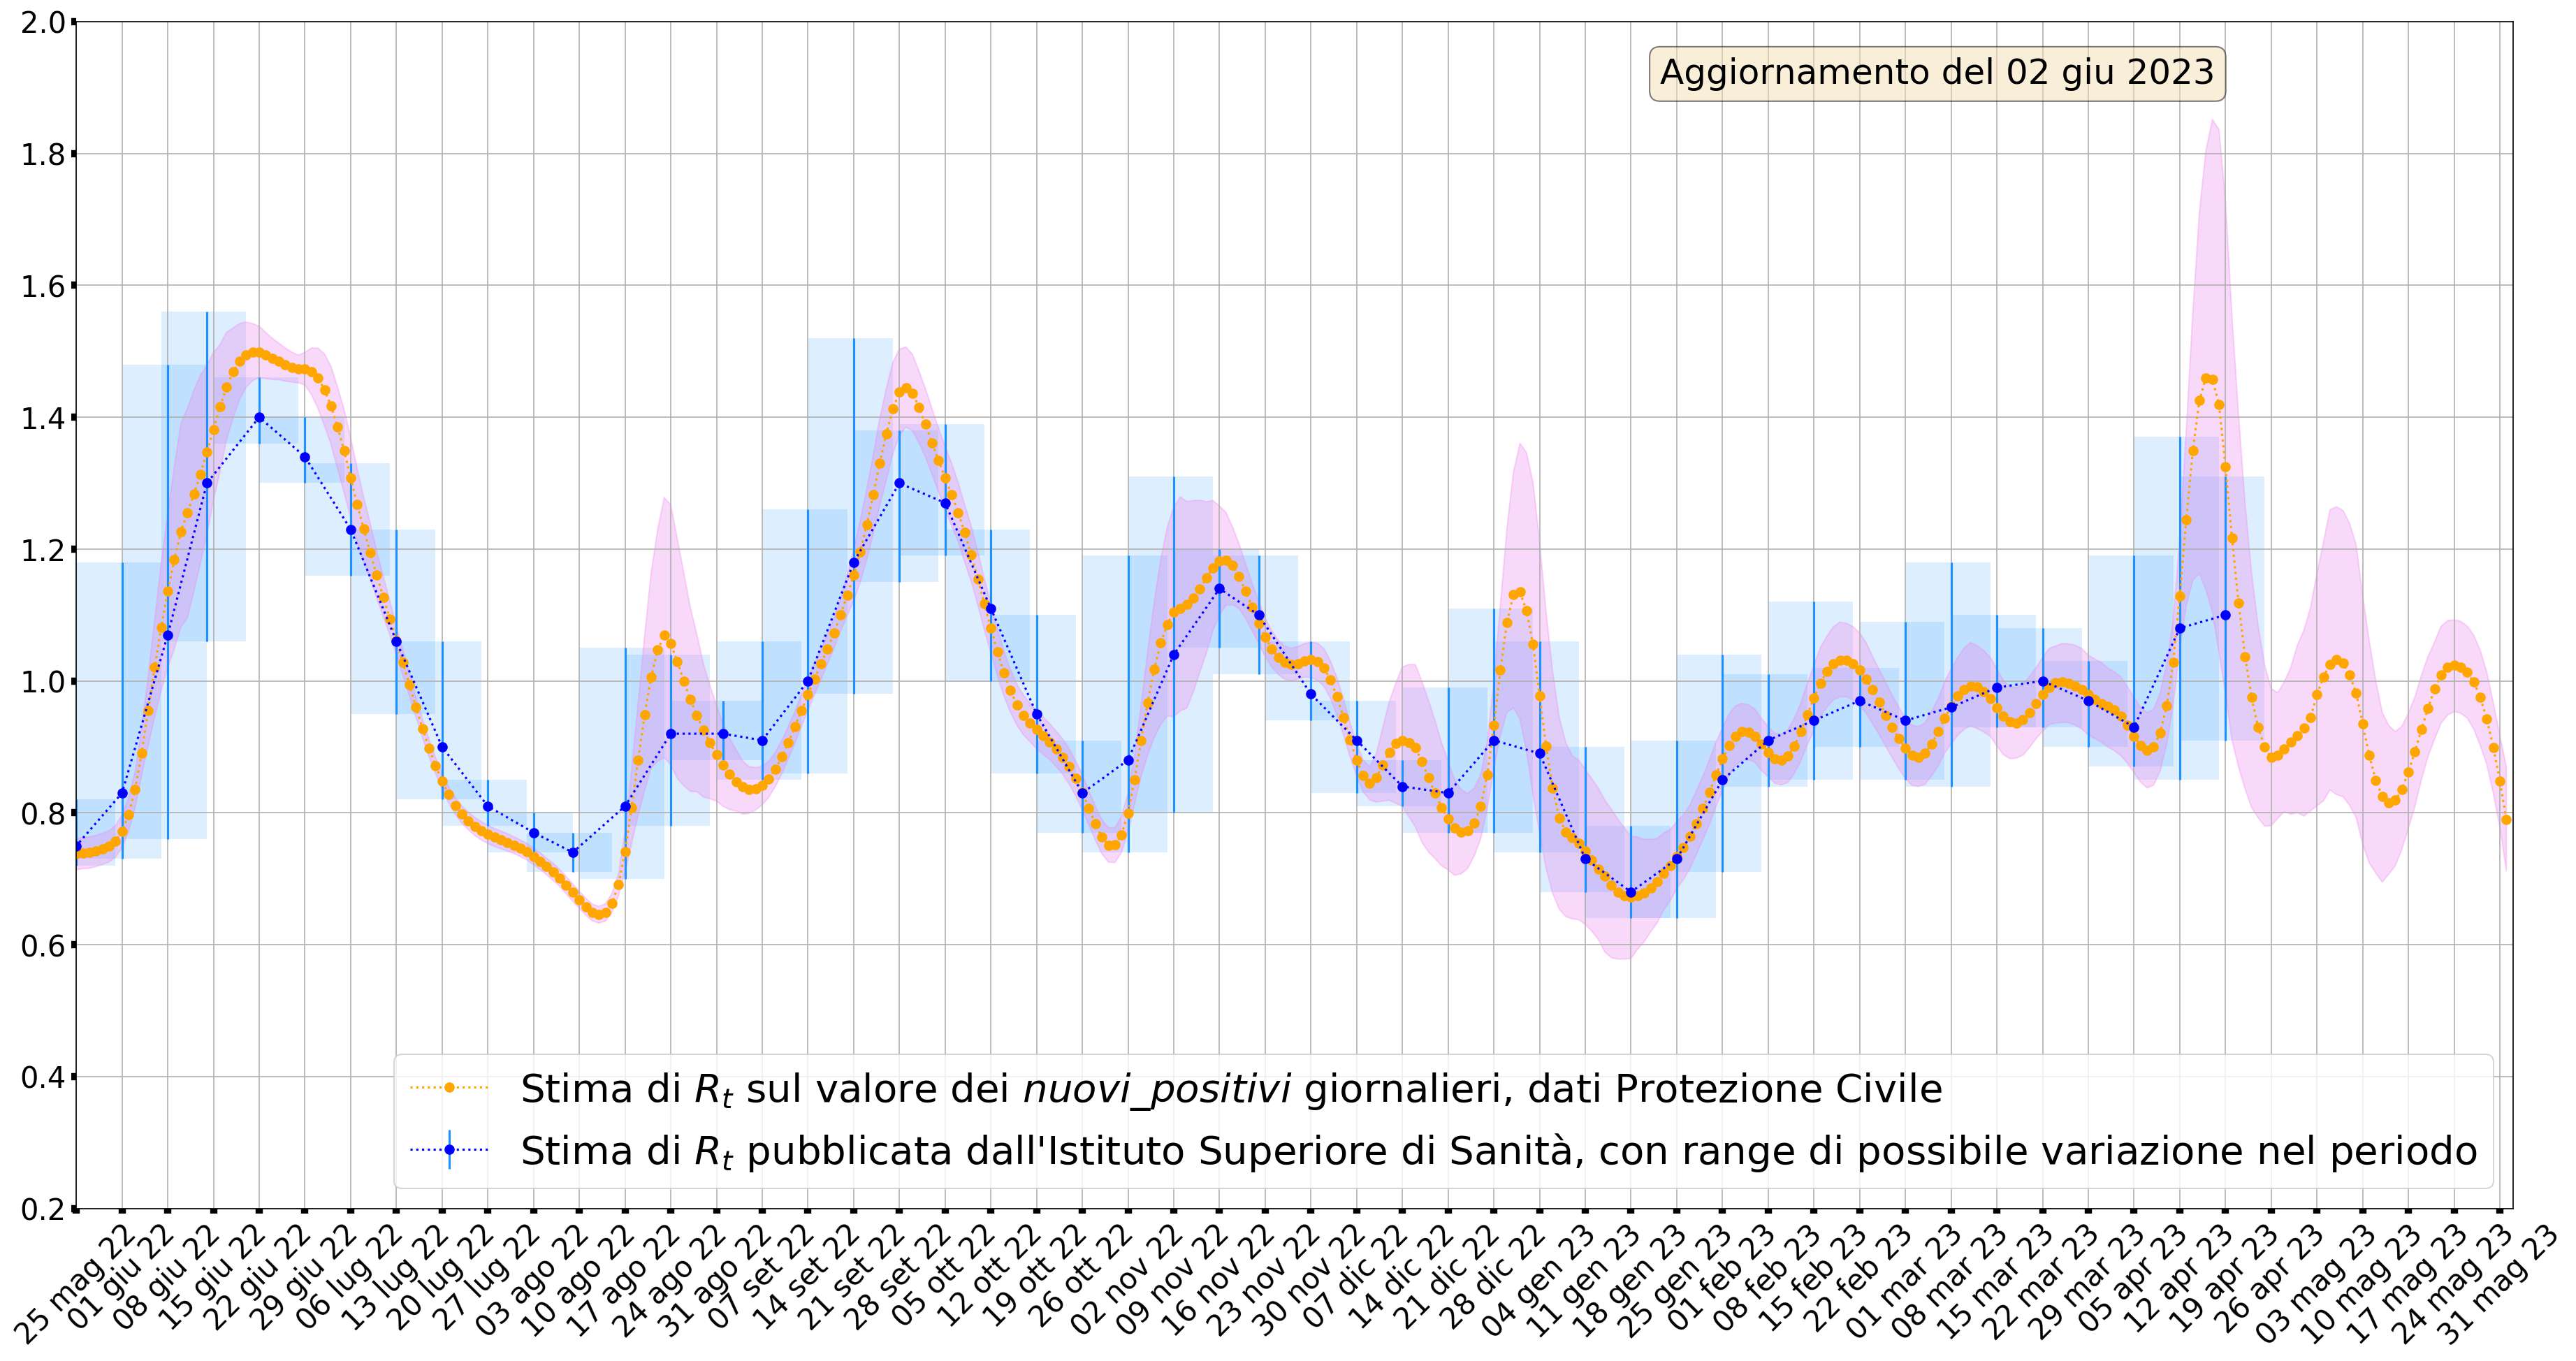 2.0
1.8
1.6
1.4
1.2
1.0
0.8
0.6
0.4
0.2
Aggiornamento del 02 giu 2023
Stima di Rₜ sul valore dei nuovi_positivi giornalieri, dati Protezione Civile
Stima di Rₜ pubblicata dall'Istituto Superiore di Sanità, con range di possibile variazione nel periodo
25 mag 22
01 giu 22
08 giu 22
15 giu 22
22 giu 22
29 giu 22
06 lug 22
13 lug 22
20 lug 22
27 lug 22
03 ago 22
10 ago 22
17 ago 22
24 ago 22
31 ago 22
07 set 22
14 set 22
21 set 22
28 set 22
05 ott 22
12 ott 22
19 ott 22
26 ott 22
02 nov 22
09 nov 22
16 nov 22
23 nov 22
30 nov 22
07 dic 22
14 dic 22
21 dic 22
28 dic 22
04 gen 23
11 gen 23
18 gen 23
25 gen 23
01 feb 23
08 feb 23
15 feb 23
22 feb 23
01 mar 23
08 mar 23
15 mar 23
22 mar 23
29 mar 23
05 apr 23
12 apr 23
19 apr 23
26 apr 23
03 mag 23
10 mag 23
17 mag 23
24 mag 23
31 mag 23